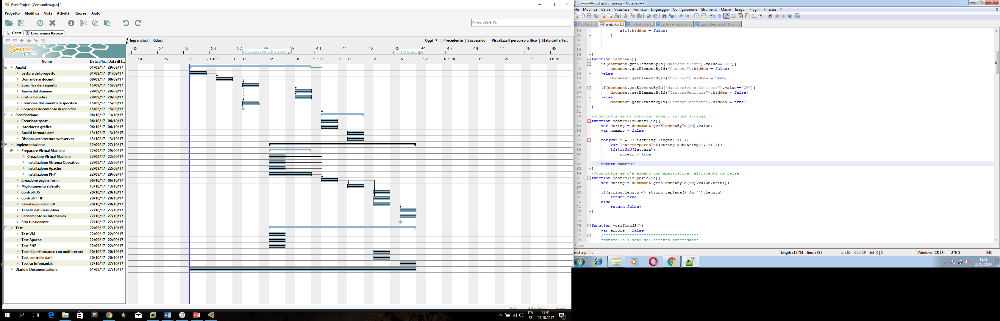 GanttProject [Consuntivo.gan] *
Progetto Modifica Vista Attività Risorse Aiuto
Cerca <Ctrl+F>
Gantt Diagramma Risorse
Ingrandisci | Riduci
Oggi | Precedente | Successivo Visualizza il percorso critico | Stato dell'arte...
GANTT project
33 34 35 36 37 38 39 40 41 42 43 44 45 46 47 48 49
Consegna documento di specifica Sito funzionante
18 25 1 2 4 6 8 9 15 22 29 1 3 5 6 8 13 20 27 1 2 3 5 7 9 10 17 24 1 3 5 7 8
Nome Data d'in... Data di f...
Analisi 01/09/17 29/09/17
Lettura del progetto 01/09/17 01/09/17
Domande ai docenti 08/09/17 08/09/17
Specifica dei requisiti 15/09/17 15/09/17
Analisi del dominio 29/09/17 29/09/17
Costi e benefici 29/09/17 29/09/17
Creazione documento di specifica 15/09/17 15/09/17
Consegna documento di specifica 15/09/17 15/09/17
Pianificazione 06/10/17 13/10/17
Creazione gantt 06/10/17 06/10/17
Interfaccia grafica 06/10/17 06/10/17
Analisi formato dati 13/10/17 13/10/17
Disegna architettura webserver 13/10/17 13/10/17
Implementazione 22/09/17 27/10/17
Preparare Virtual Machine 22/09/17 29/09/17
Creazione Virtual Machine 22/09/17 22/09/17
Installazione Sistema Operativo 22/09/17 22/09/17
Installazione Apache 22/09/17 22/09/17
Installazione PHP 22/09/17 29/09/17
Creazione pagina form 06/10/17 06/10/17
Miglioramento stile sito 13/10/17 13/10/17
Controlli JS 20/10/17 20/10/17
Controlli PHP 20/10/17 20/10/17
Salvataggio dati CSV 20/10/17 20/10/17
Tebella dati riassuntiva 27/10/17 27/10/17
Caricamento su Infomaniak 27/10/17 27/10/17
Sito funzionante 27/10/17 27/10/17
Test 22/09/17 27/10/17
Test VM 22/09/17 22/09/17
Test Apache 22/09/17 22/09/17
Test PHP 22/09/17 22/09/17
Test di performance con molti record 20/10/17 20/10/17
Test controllo dati 20/10/17 20/10/17
Test su Infomaniak 27/10/17 27/10/17
Diario e Documentazione 01/09/17 27/10/17
RSS Attenzione Errori
ITA 13:41
SF 27.10.2017
C:\www\Prog1\js\Funzioni.js - Notepad++
File Modifica Cerca Visualizza Formato Linguaggio Configurazione Strumenti Macro Esegui Plugin Finestra ? X
Prog1.php Funzioni.js controllo.php cantoni e nazioni.js Espoprofessioni-2018.csv
34 x[i].hidden = false;
35 }
36
37 }
38
39 }
40 function cantone(){
41 if(document.getElementById("NazioneSelect").value=="CH"){
42 document.getElementById("Cantone").hidden = false;
43 }else
44 document.getElementById("Cantone").hidden = true;
45
46 if(document.getElementById("NazioneSelectGenitore").value=="CH"){
47 document.getElementById("CantoneGenitore").hidden = false;
48 }else
49 document.getElementById("CantoneGenitore").hidden = true;
50 }
51
52 //controlla se ci sono dei numeri in una stringa
53 function controlloNumeri(id){
54 var string = document.getElementById(id).value;
55 var numero = false;
56
57 for(var i = 0; i<string.length; i++){
58 var lettera=parseInt(string.substring(i, i+1));
59 if(!isNaN(lettera))
60 numero = true;
61 }
62 return numero;
63 }
64 //controlla se c'é almeno uno spazio(true) altrimenti da false
65 function controlloSpazio(id){
66 var string = document.getElementById(id).value.trim();
67
68 if(string.length <= string.replace(/ /g,'').length)
69 return true;
70 else
71 return false;
72 }
73
74
75 function verificaJS(){
76 var errore = false;
77 /****************************************
78 *controllo i dati del diretto interesato*
avaScript file length : 12.761 lines : 385 Ln : 62 Col : 19 Sel : 0 | 0 Windows (CR LF) UTF-8 INS
13:41
27/10/2017